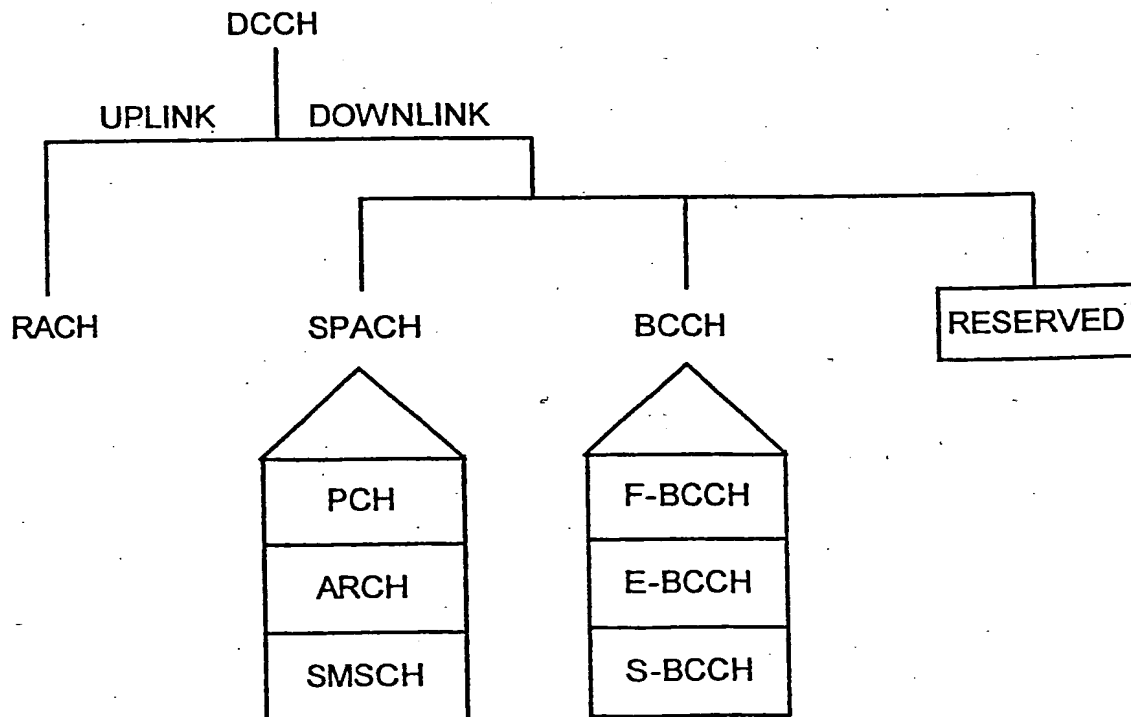 DCCH
UPLINK DOWNLINK
RACH SPACH BCCH RESERVED
PCH F-BCCH
ARCH E-BCCH
SMSCH S-BCCH